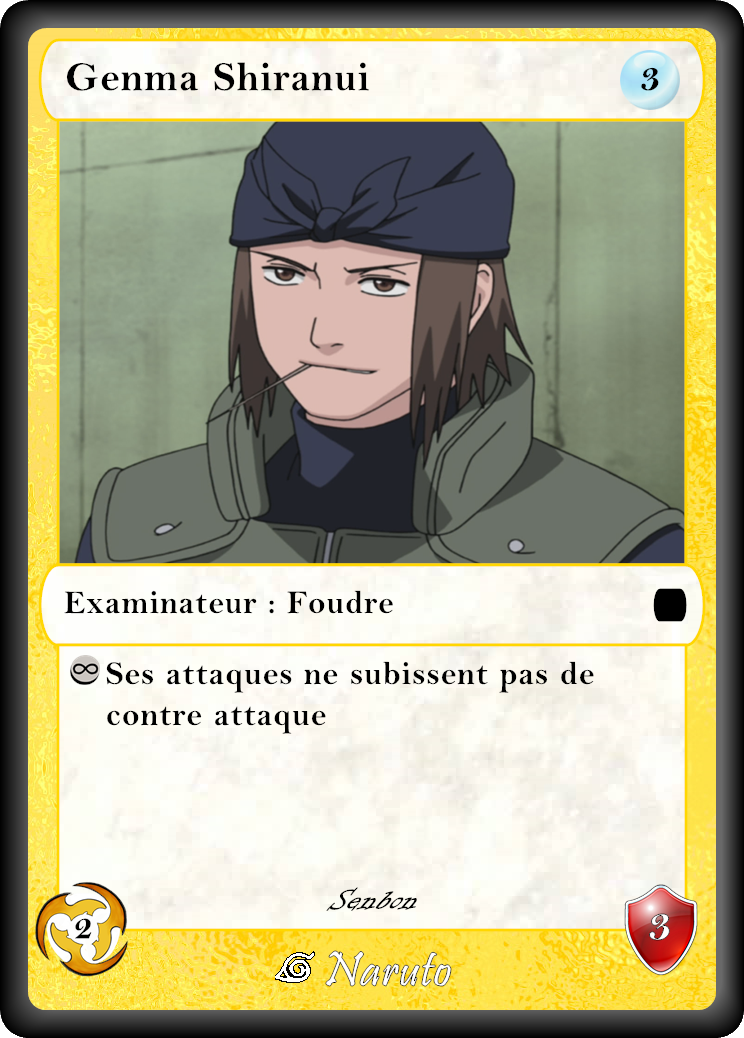 Genma Shiranui
3
Examinateur : Foudre
∞ Ses attaques ne subissent pas de
contre attaque
Senbon
2
3
Naruto